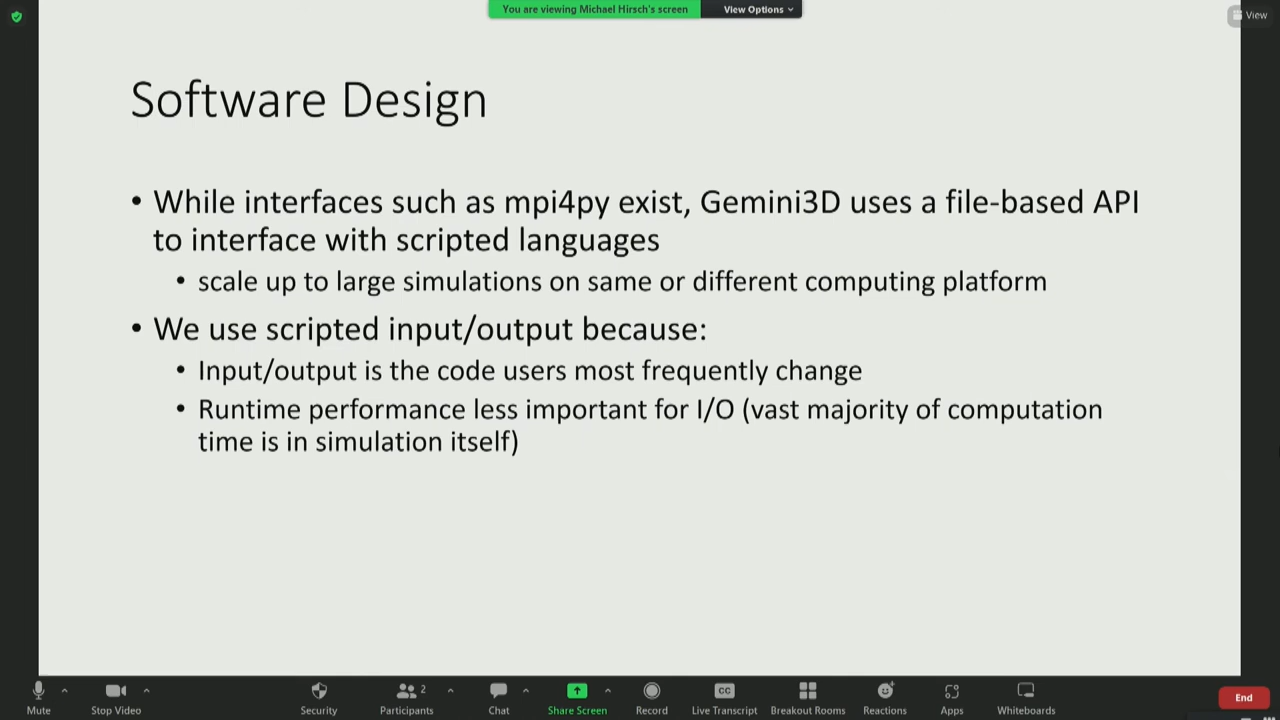 You are viewing Michael Hirsch's screen
View Options
View
Software Design
• While interfaces such as mpi4py exist, Gemini3D uses a file-based API
to interface with scripted languages
• scale up to large simulations on same or different computing platform
• We use scripted input/output because:
• Input/output is the code users most frequently change
• Runtime performance less important for I/O (vast majority of computation
time is in simulation itself)
Mute
Stop Video
Security
Participants
2
Chat
Share Screen
Record
CC
Live Transcript
Breakout Rooms
Reactions
Apps
Whiteboards
End